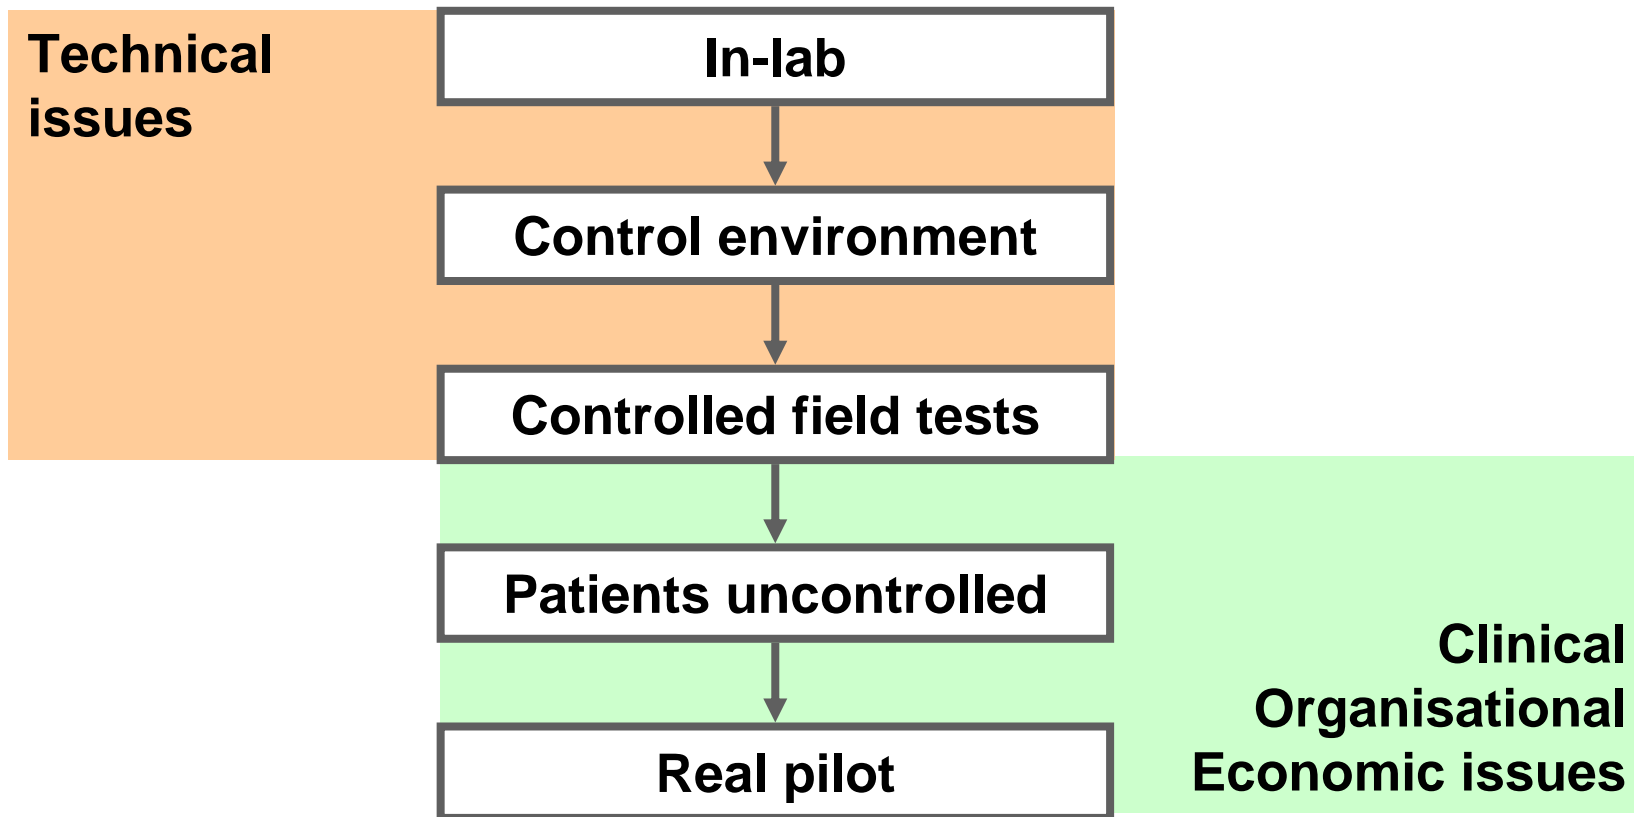 Technical
issues
In-lab
Control environment
Controlled field tests
Patients uncontrolled
Real pilot
Clinical
Organisational
Economic issues